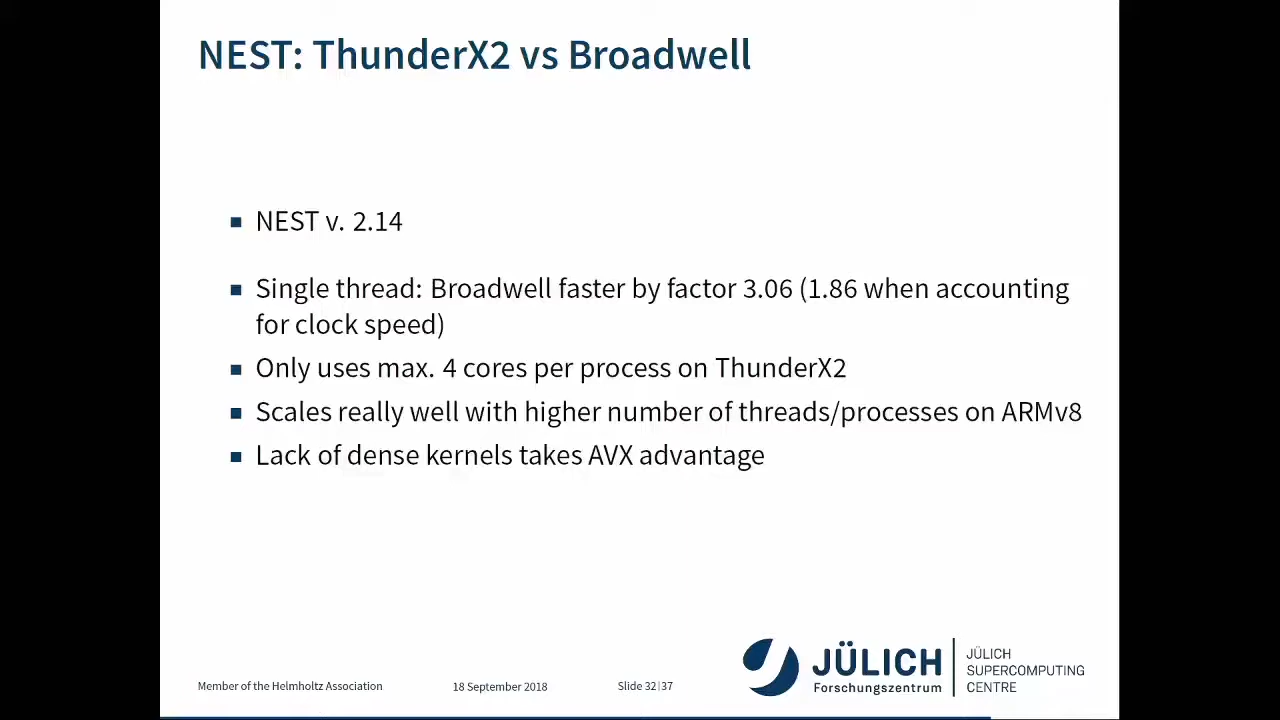 NEST: ThunderX2 vs Broadwell
NEST v. 2.14
Single thread: Broadwell faster by factor 3.06 (1.86 when accounting
for clock speed)
Only uses max. 4 cores per process on ThunderX2
Scales really well with higher number of threads/processes on ARMv8
Lack of dense kernels takes AVX advantage
Member of the Helmholtz Association
18 September 2018
Slide 32|37
JÜLICH
Forschungszentrum
JÜLICH
SUPERCOMPUTING
CENTRE